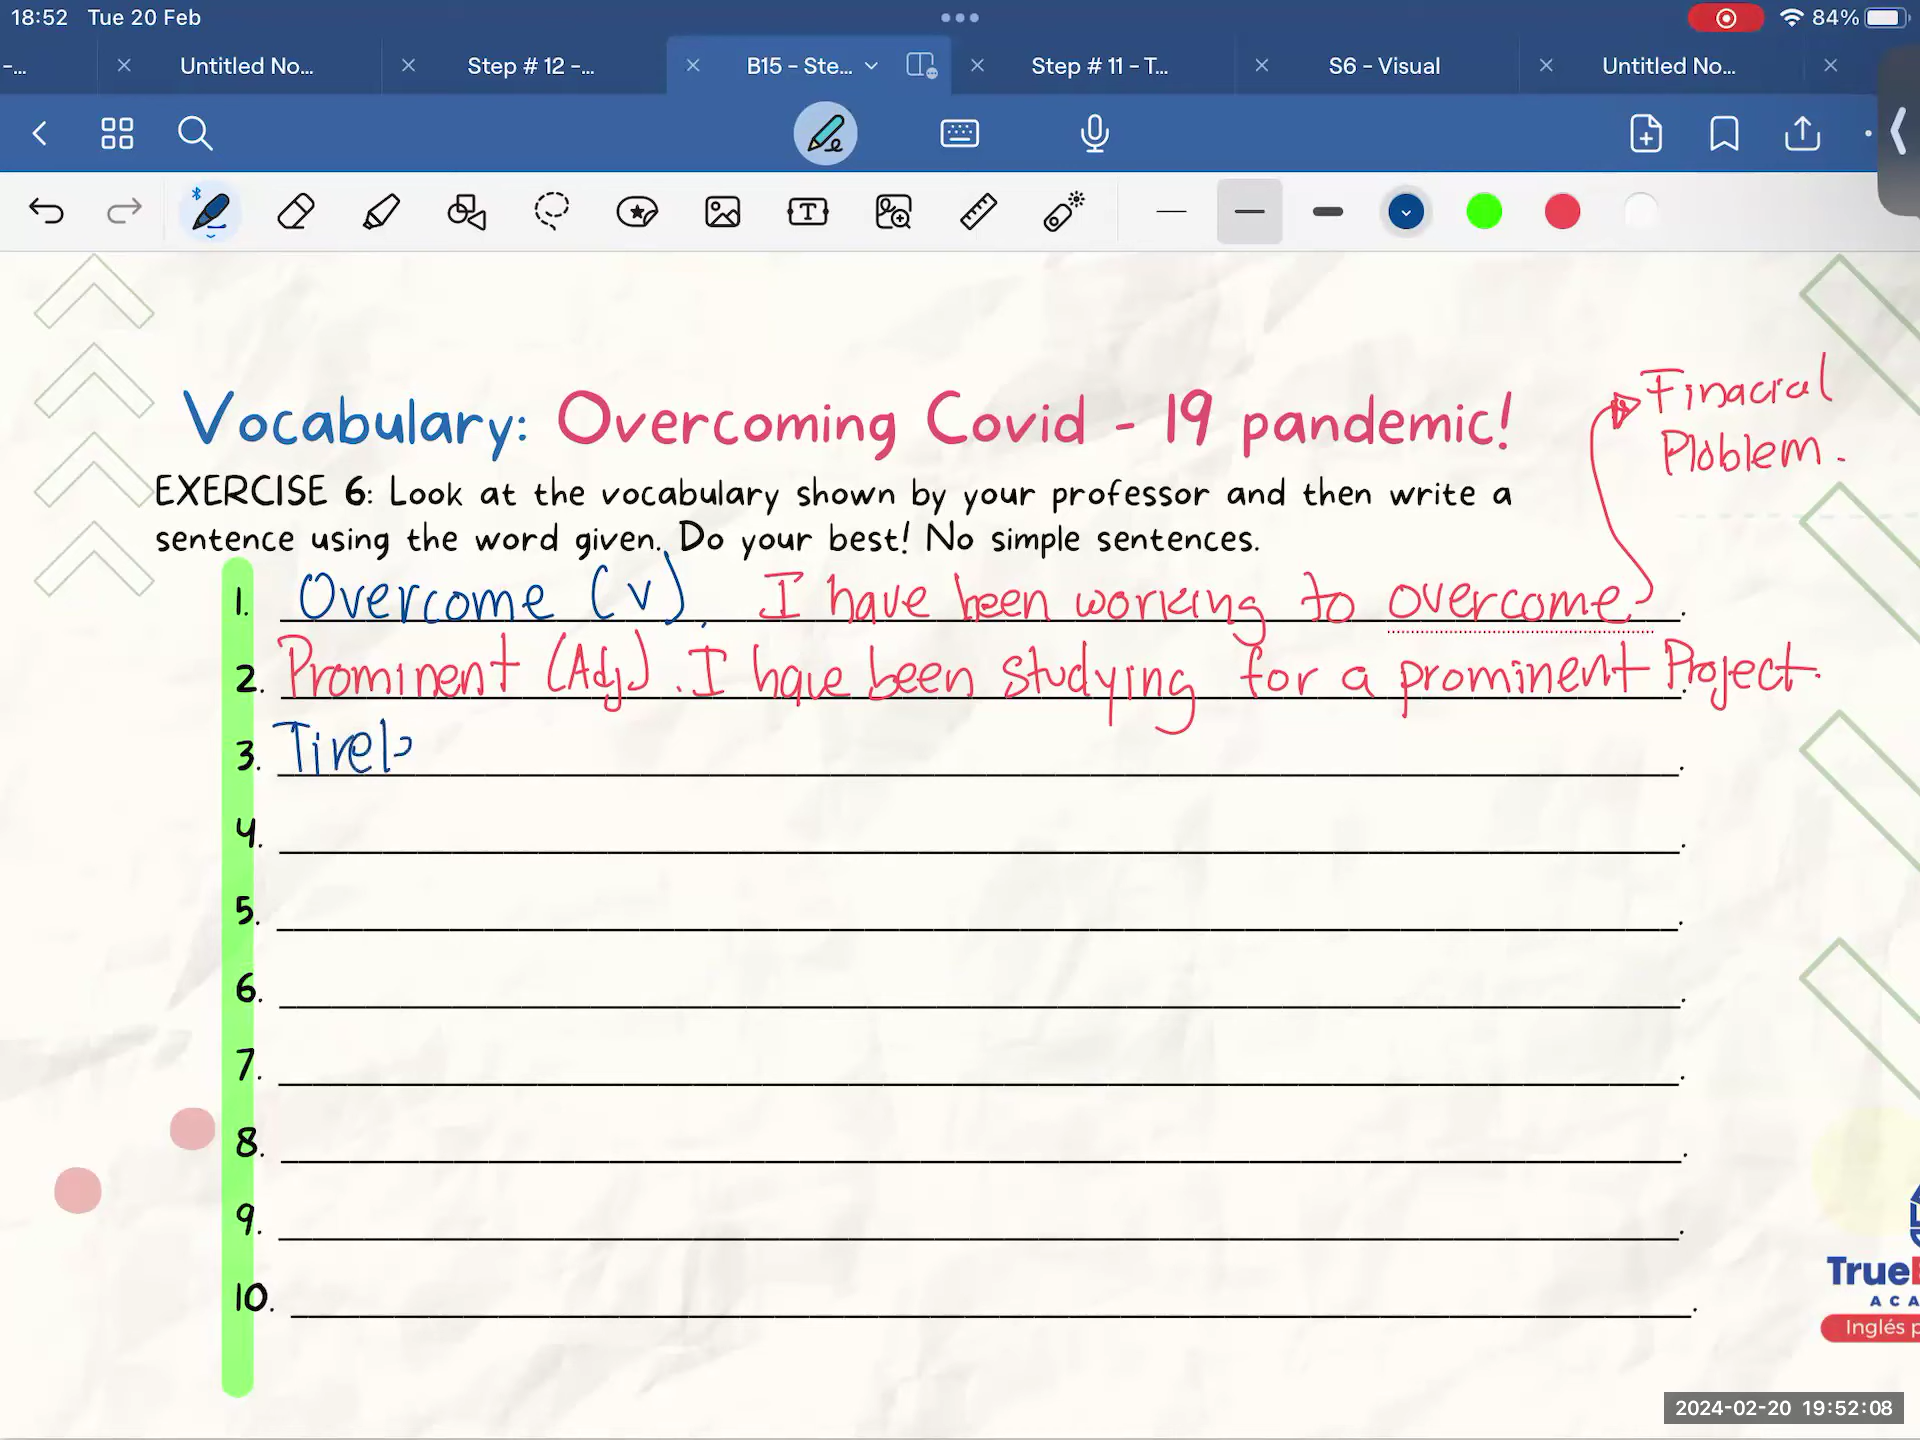 18:52 Tue 20 Feb
84%
-... Untitled No... Step # 12 -... B15 - Ste... Step # 11 - T... S6 - Visual Untitled No...
Vocabulary: Overcoming Covid - 19 pandemic!
Finacial
Ploblem.
EXERCISE 6: Look at the vocabulary shown by your professor and then write a
sentence using the word given. Do your best! No simple sentences.
1. Overcome (v). I have been working to overcome.
2. Prominent (Adj). I have been studying for a prominent Project.
3. Tirel
4.
5.
6.
7.
8.
9.
10.
True
ACA
Inglés p
2024-02-20 19:52:08